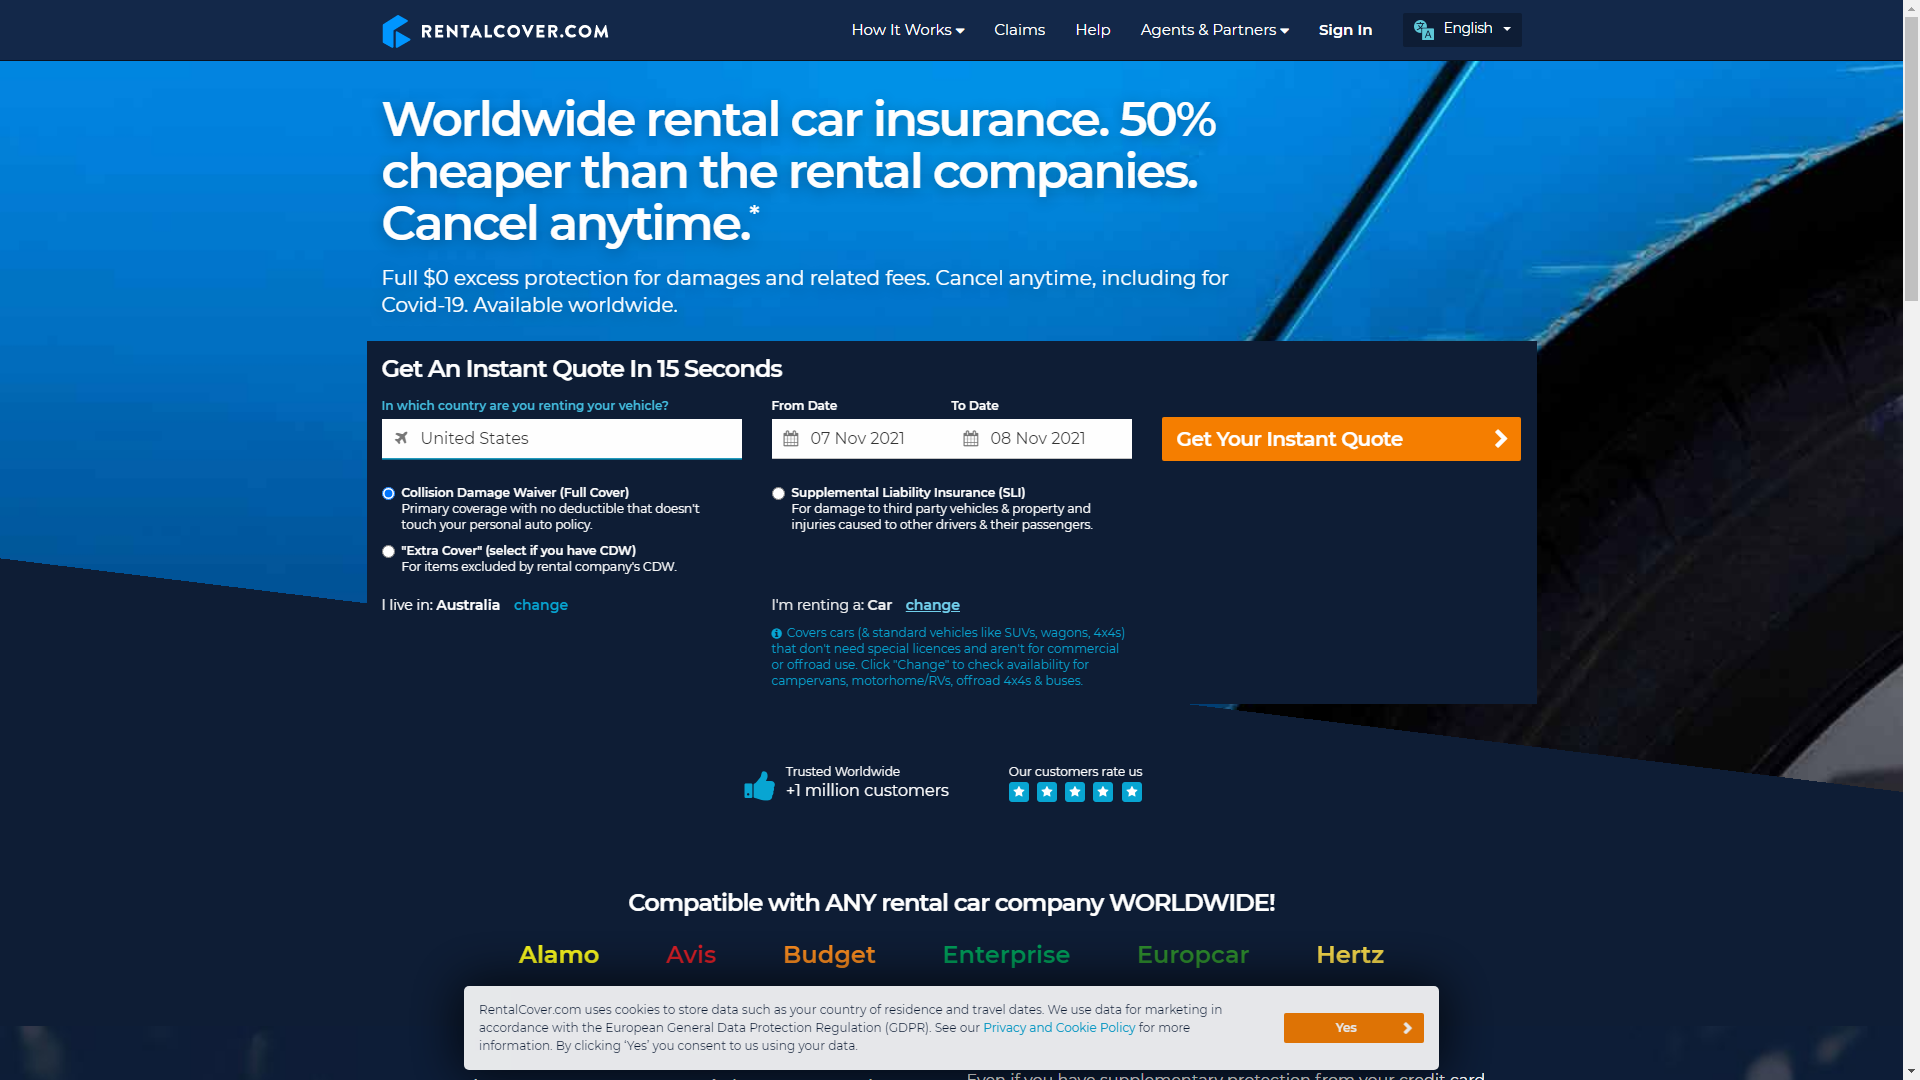 RENTALCOVER.COM
How It Works
Claims
Help
Agents & Partners
Sign In
English
Worldwide rental car insurance. 50%
cheaper than the rental companies.
Cancel anytime.*
Full $0 excess protection for damages and related fees. Cancel anytime, including for
Covid-19. Available worldwide.
Get An Instant Quote In 15 Seconds
In which country are you renting your vehicle?
From Date
To Date
United States
07 Nov 2021
08 Nov 2021
Get Your Instant Quote
Collision Damage Waiver (Full Cover)
Primary coverage with no deductible that doesn't
touch your personal auto policy.
Supplemental Liability Insurance (SLI)
For damage to third party vehicles & property and
injuries caused to other drivers & their passengers.
"Extra Cover" (select if you have CDW)
For items excluded by rental company's CDW.
I live in: Australia change
I'm renting a: Car change
Covers cars (& standard vehicles like SUVs, wagons, 4x4s)
that don't need special licences and aren't for commercial
or offroad use. Click "Change" to check availability for
campervans, motorhome/RVs, offroad 4x4s & buses.
Trusted Worldwide
+1 million customers
Our customers rate us
Compatible with ANY rental car company WORLDWIDE!
Alamo
Avis
Budget
Enterprise
Europcar
Hertz
RentalCover.com uses cookies to store data such as your country of residence and travel dates. We use data for marketing in
accordance with the European General Data Protection Regulation (GDPR). See our Privacy and Cookie Policy for more
information. By clicking ‘Yes’ you consent to us using your data.
Yes
Even if you have supplementary protection from your credit card